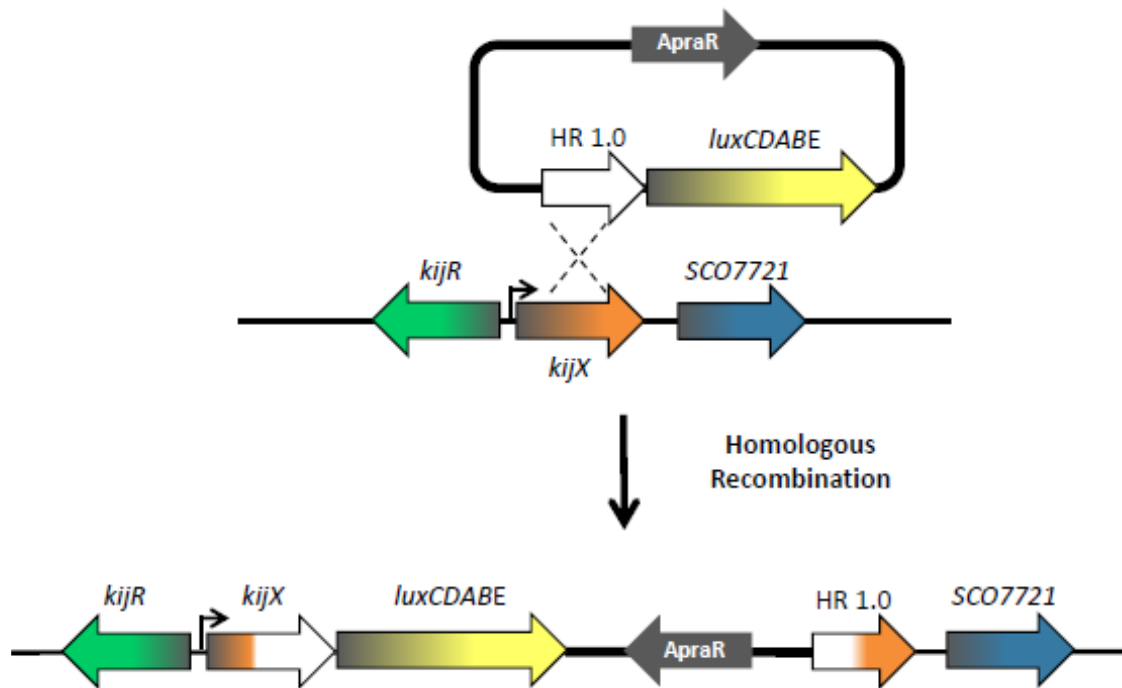 ApraR
HR 1.0
luxCDABE
kijR
SCO7721
kijX
Homologous
Recombination
kijR
kijX
luxCDABE
HR 1.0
SCO7721
ApraR